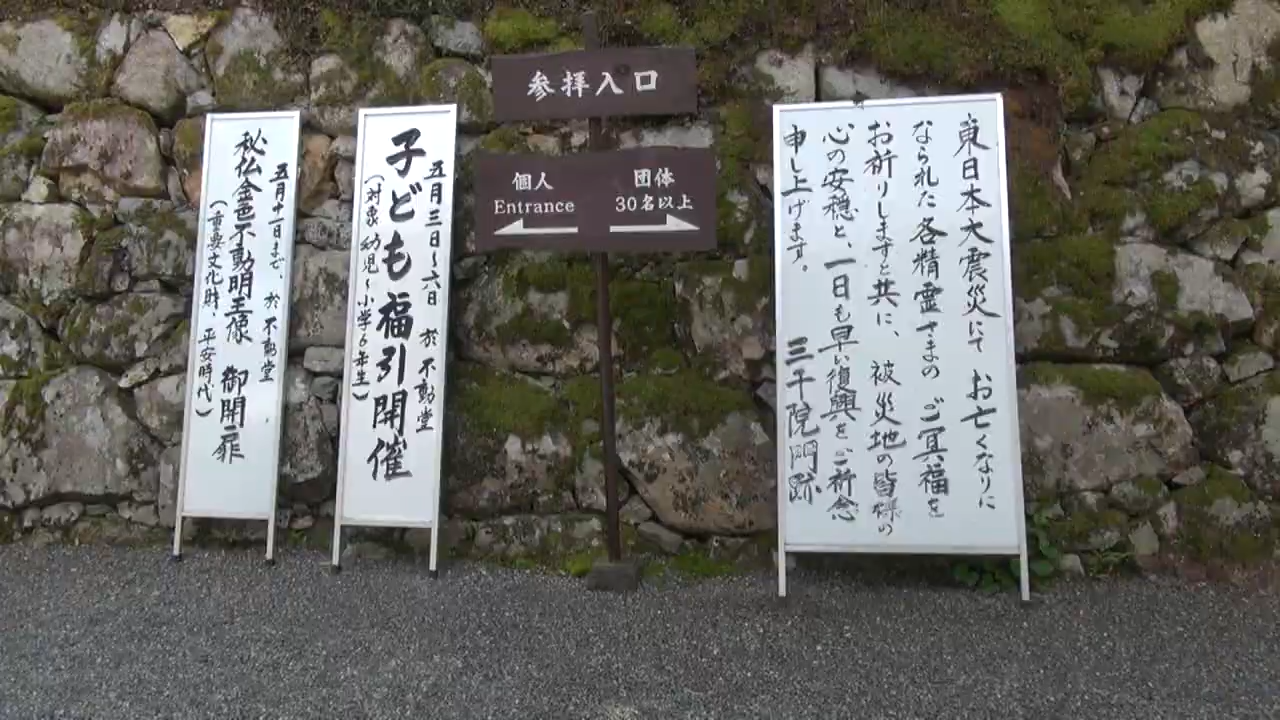 参拝入口
個人
Entrance
団体
30名以上
東日本大震災にて お亡くなりに
なられた各精霊さまの ご冥福を
お祈りしますと共に、 被災地の皆様の
心の安穏と、一日も早い復興をご祈念
申し上げます。 三千院門跡
五月三日〜六日 於 不動堂
子ども福引開催
(対象 幼児〜小学6年生)
五月十一日まで、 於 不動堂
秘仏金色不動明王像 御開扉
(重要文化財、平安時代)